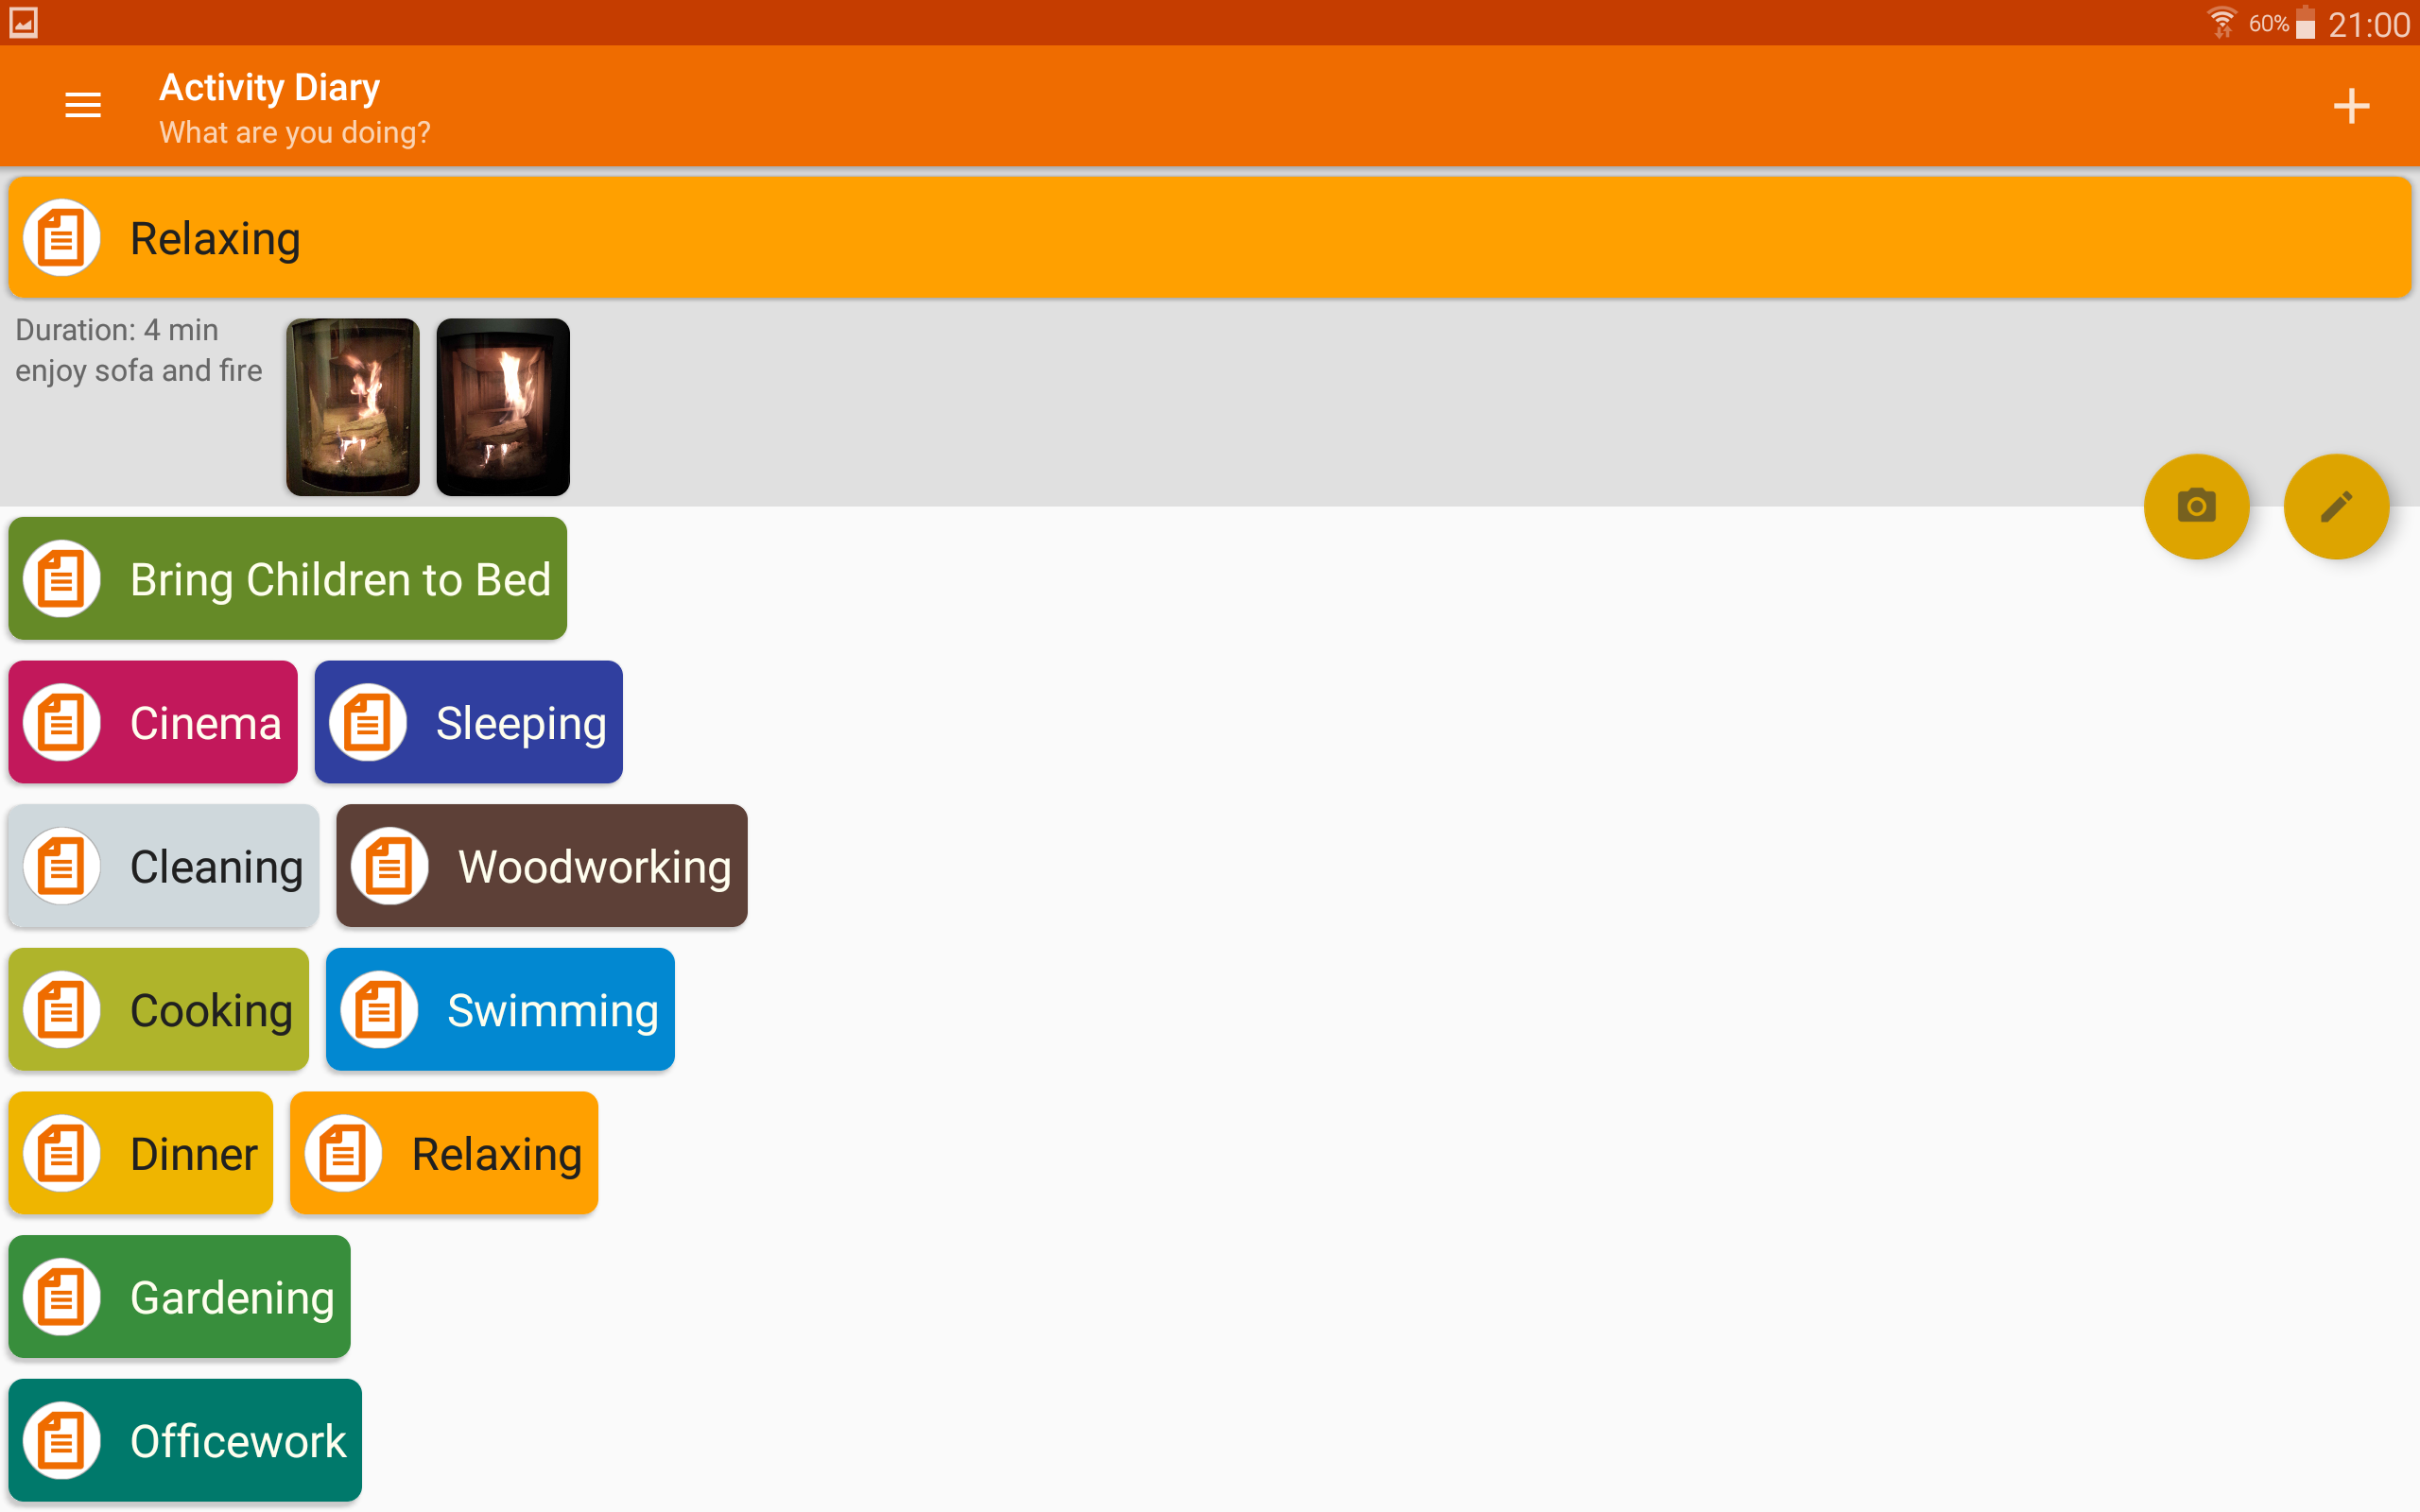 60% 21:00
Activity Diary
What are you doing?
Relaxing
Duration: 4 min
enjoy sofa and fire
Bring Children to Bed
Cinema
Sleeping
Cleaning
Woodworking
Cooking
Swimming
Dinner
Relaxing
Gardening
Officework